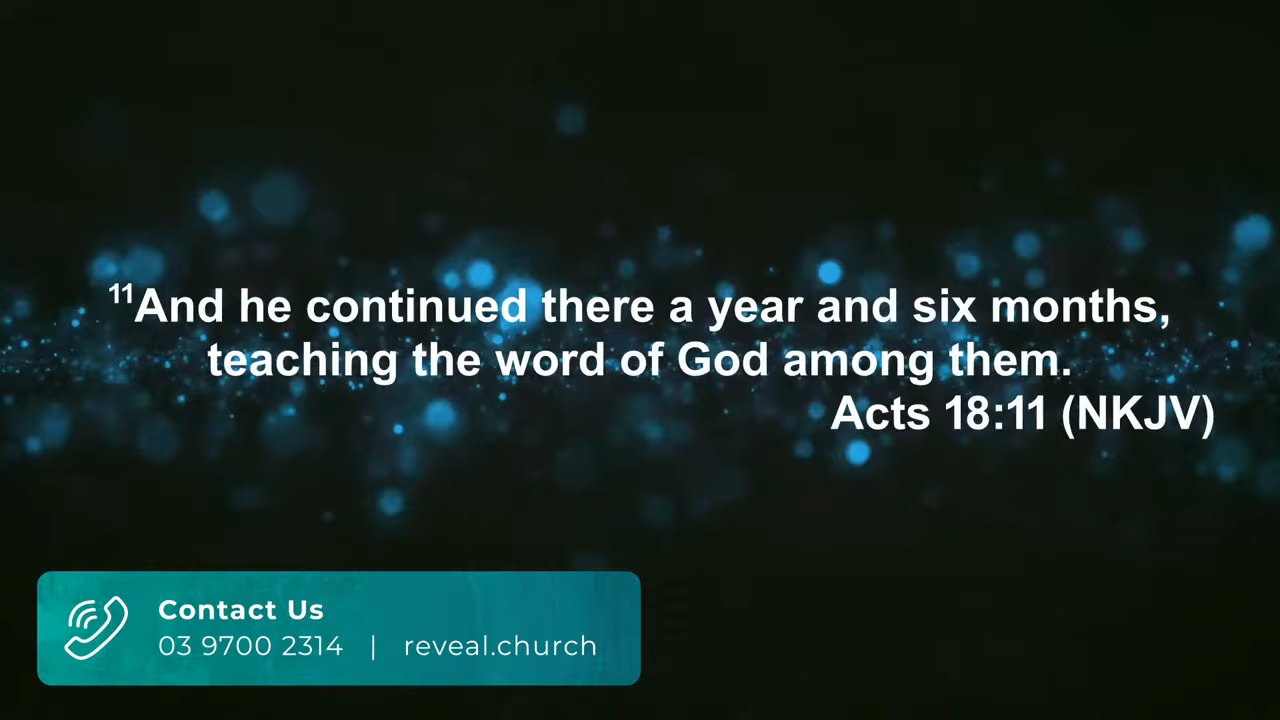 ¹¹And he continued there a year and six months,
teaching the word of God among them.
Acts 18:11 (NKJV)
Contact Us
03 9700 2314 | reveal.church